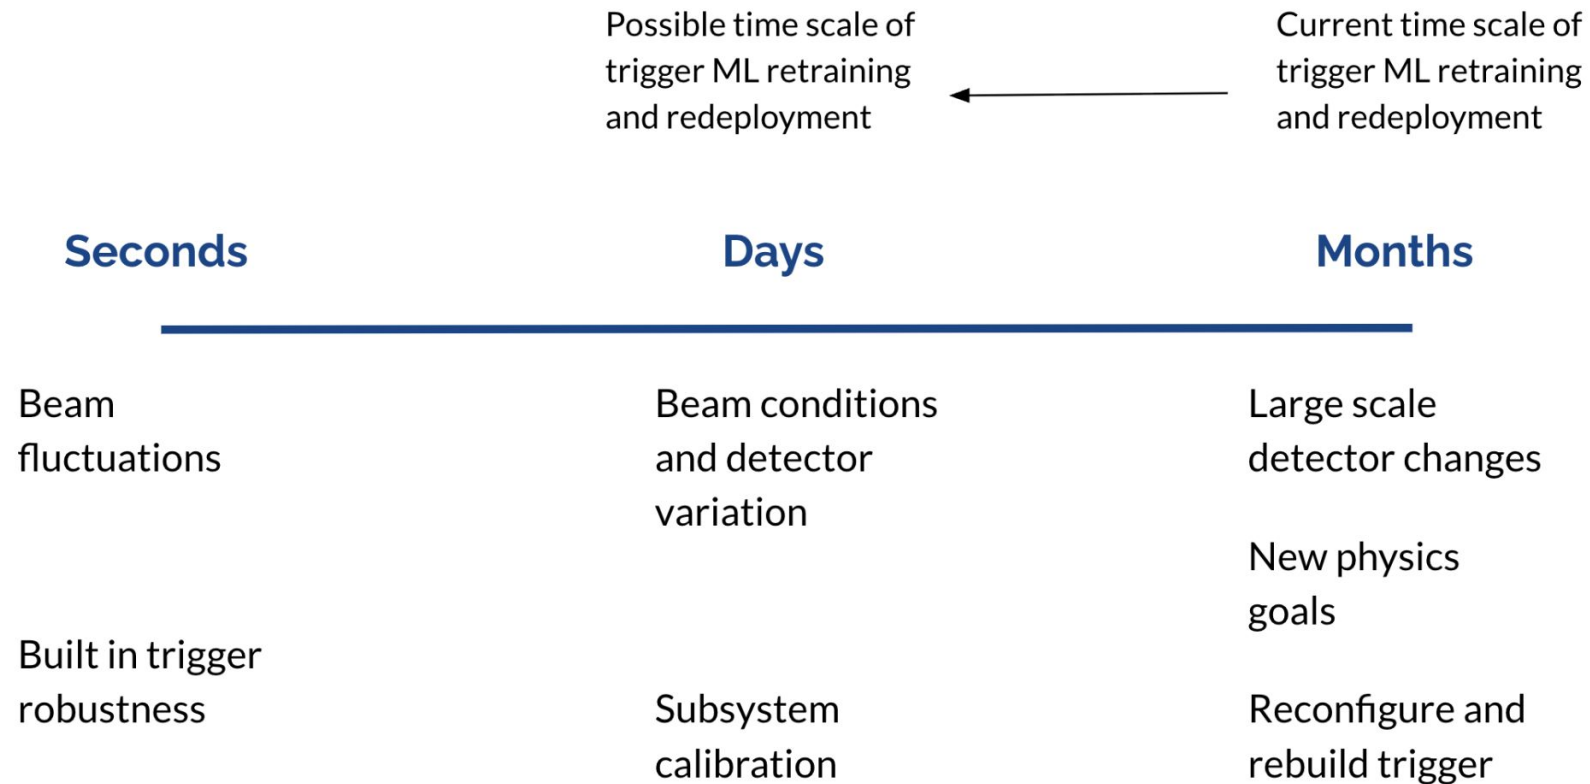 Possible time scale of
trigger ML retraining
and redeployment
Current time scale of
trigger ML retraining
and redeployment
Seconds
Days
Months
Beam
fluctuations
Built in trigger
robustness
Beam conditions
and detector
variation
Subsystem
calibration
Large scale
detector changes
New physics
goals
Reconfigure and
rebuild trigger